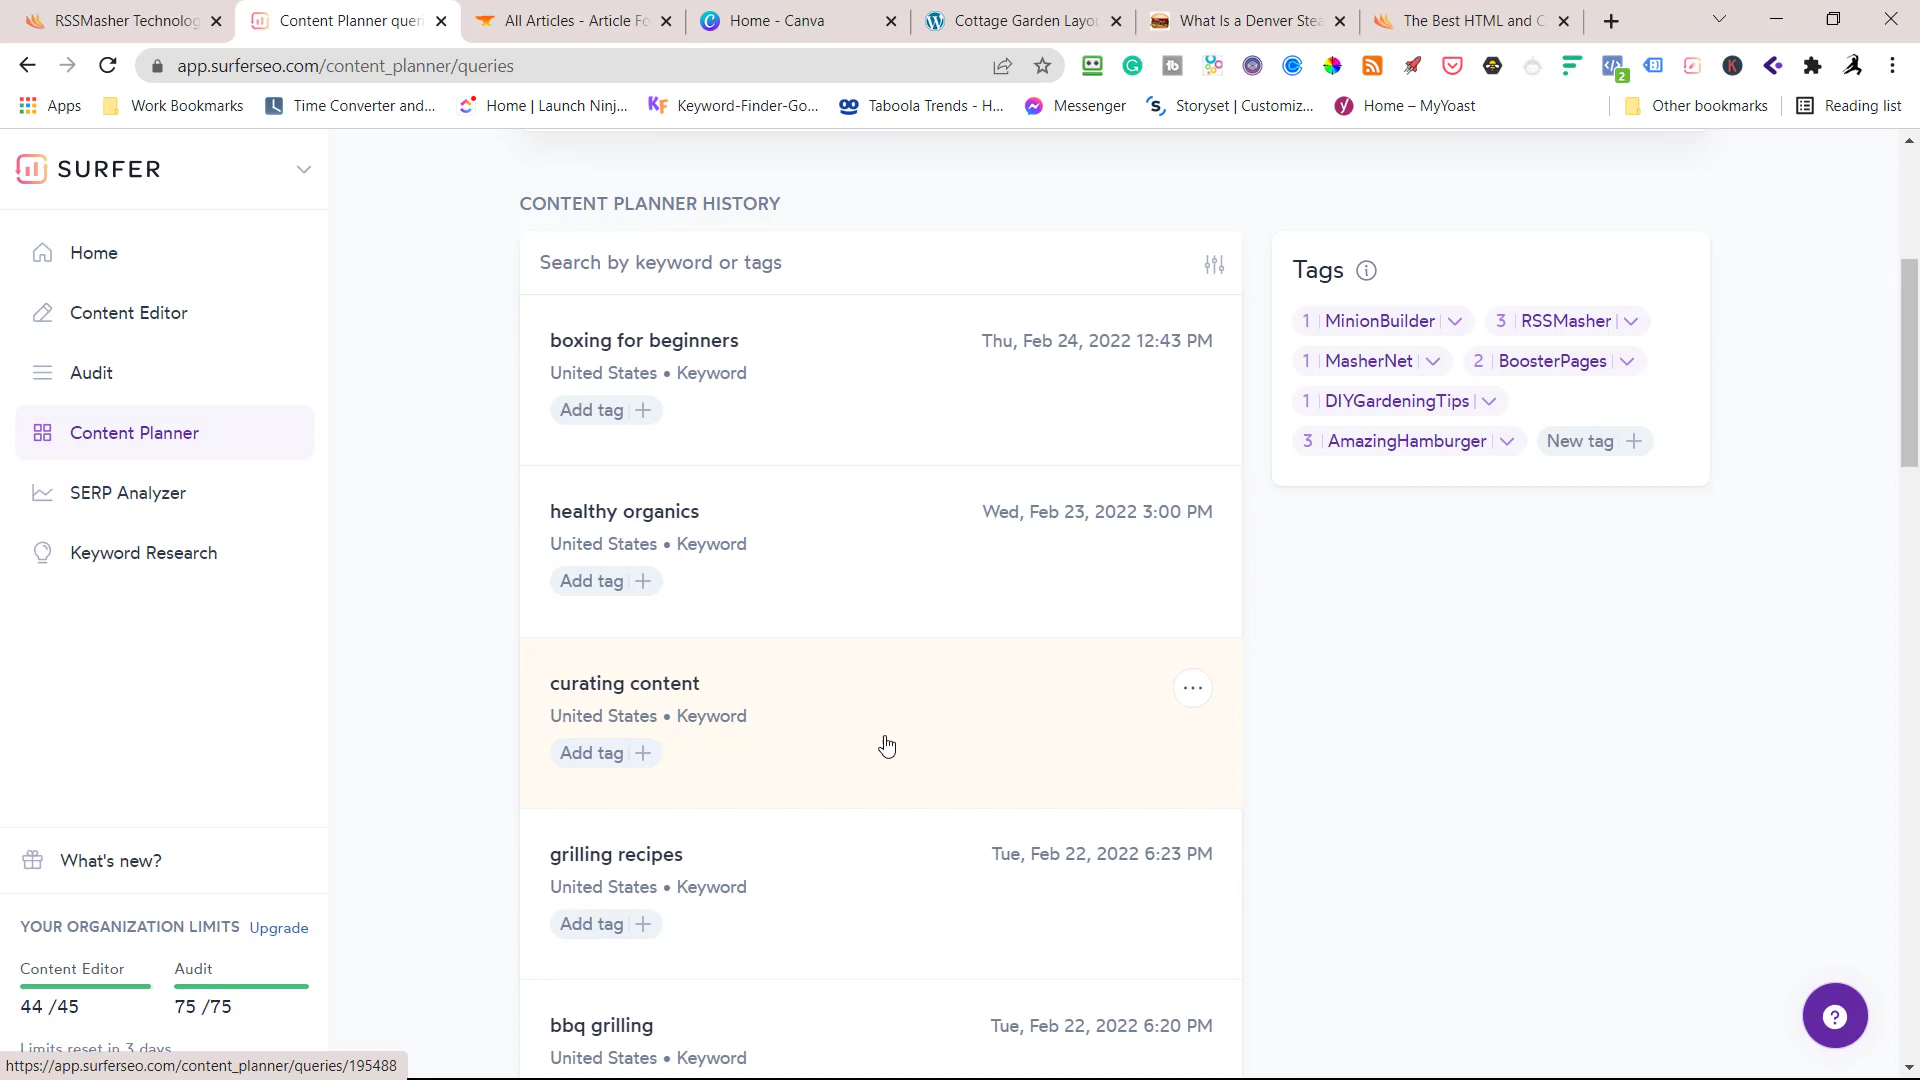 RSSMasher Technolog
Content Planner quer
All Articles - Article Fo
Home - Canva
Cottage Garden Layo
What Is a Denver Stea
The Best HTML and C
app.surferseo.com/content_planner/queries
2
Apps
Work Bookmarks
Time Converter and...
Home | Launch Ninj...
Keyword-Finder-Go...
Taboola Trends - H...
Messenger
Storyset | Customiz...
Home – MyYoast
Other bookmarks
Reading list
SURFER
Home
Content Editor
Audit
Content Planner
SERP Analyzer
Keyword Research
What's new?
YOUR ORGANIZATION LIMITS Upgrade
Content Editor Audit
44 /45 75 /75
Limits reset in 3 days
https://app.surferseo.com/content_planner/queries/195488
CONTENT PLANNER HISTORY
Search by keyword or tags
boxing for beginners Thu, Feb 24, 2022 12:43 PM
United States • Keyword
Add tag +
healthy organics Wed, Feb 23, 2022 3:00 PM
United States • Keyword
Add tag +
curating content ...
United States • Keyword
Add tag +
grilling recipes Tue, Feb 22, 2022 6:23 PM
United States • Keyword
Add tag +
bbq grilling Tue, Feb 22, 2022 6:20 PM
United States • Keyword
Tags
1 MinionBuilder 3 RSSMasher
1 MasherNet 2 BoosterPages
1 DIYGardeningTips
3 AmazingHamburger New tag +
?